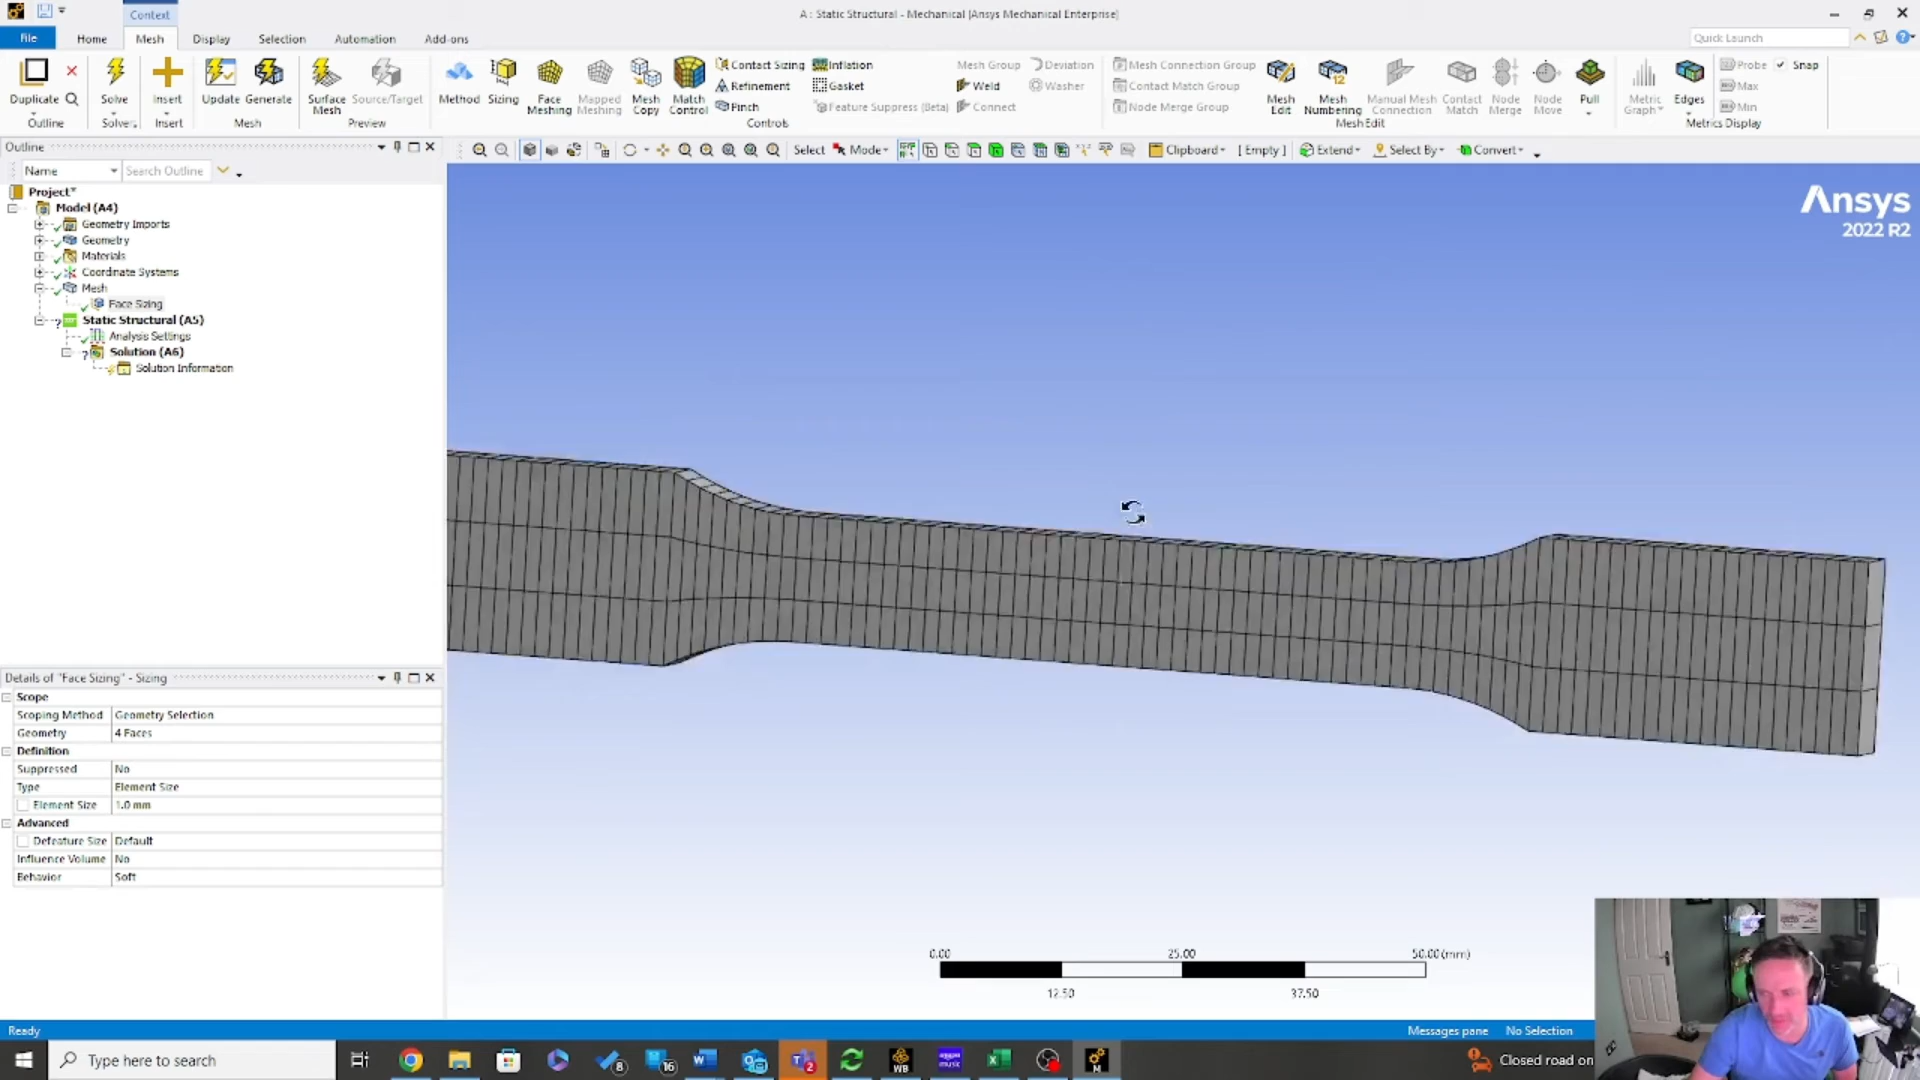 Context
A : Static Structural - Mechanical [Ansys Mechanical Enterprise]
File Home Mesh Display Selection Automation Add-ons
Quick Launch
Duplicate
Outline
Solve
Solver
Insert
Insert
Update Generate
Mesh
Surface Mesh Source/Target
Preview
Method Sizing Face Meshing Mapped Meshing Mesh Copy Match Control
Contact Sizing Inflation
Refinement Gasket
Pinch Feature Suppress (Beta)
Controls
Mesh Group Deviation
Weld Washer
Connect
Mesh Connection Group
Contact Match Group
Node Merge Group
Mesh Edit Mesh Numbering Manual Mesh Connection Contact Match Node Merge Node Move Pull
Mesh Edit
Metric Graph Edges
Probe Snap
Max
Min
Metrics Display
Outline
Name Search Outline
Select Mode Clipboard [ Empty ] Extend Select By Convert
Project*
Model (A4)
Geometry Imports
Geometry
Materials
Coordinate Systems
Mesh
Face Sizing
Static Structural (A5)
Analysis Settings
Solution (A6)
Solution Information
Ansys
2022 R2
Details of "Face Sizing" - Sizing
Scope
Scoping Method Geometry Selection
Geometry 4 Faces
Definition
Suppressed No
Type Element Size
Element Size 1.0 mm
Advanced
Defeature Size Default
Influence Volume No
Behavior Soft
0.00 25.00 50.00 (mm)
12.50 37.50
Ready Messages pane No Selection
Type here to search
8
16
2
WB
M
Closed road on